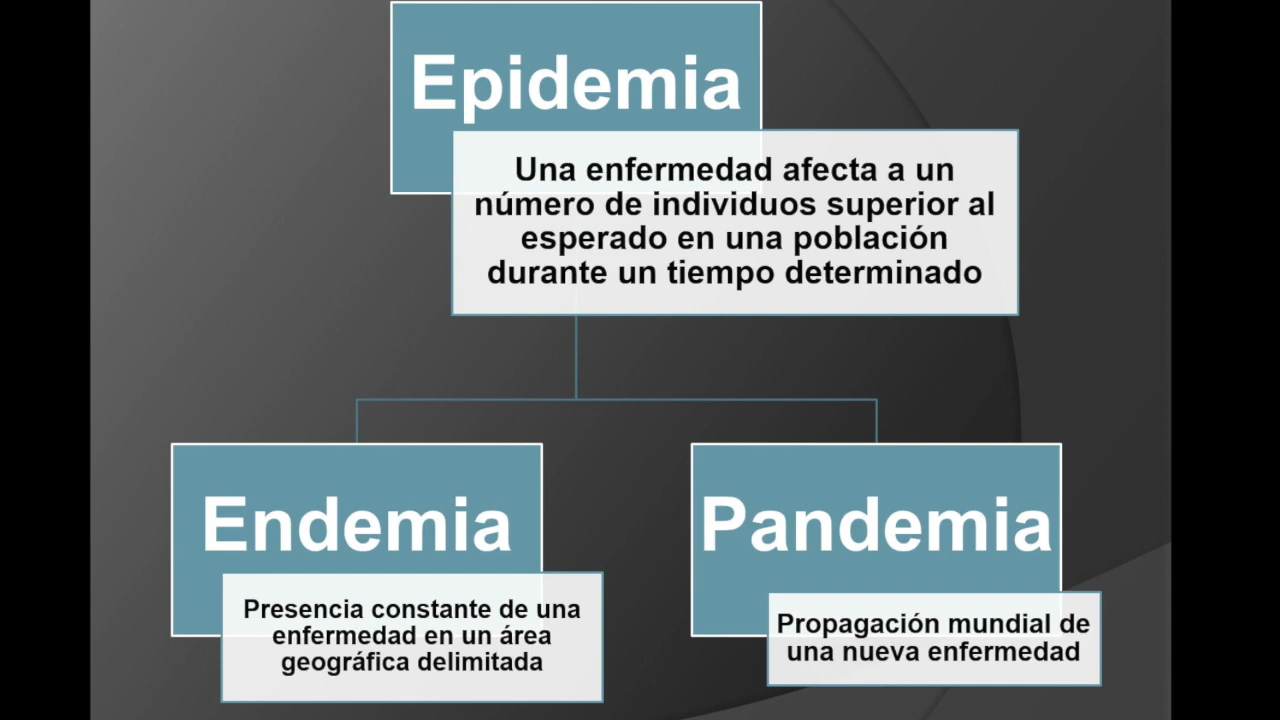 Epidemia
Una enfermedad afecta a un
número de individuos superior al
esperado en una población
durante un tiempo determinado
Endemia
Presencia constante de una
enfermedad en un área
geográfica delimitada
Pandemia
Propagación mundial de
una nueva enfermedad